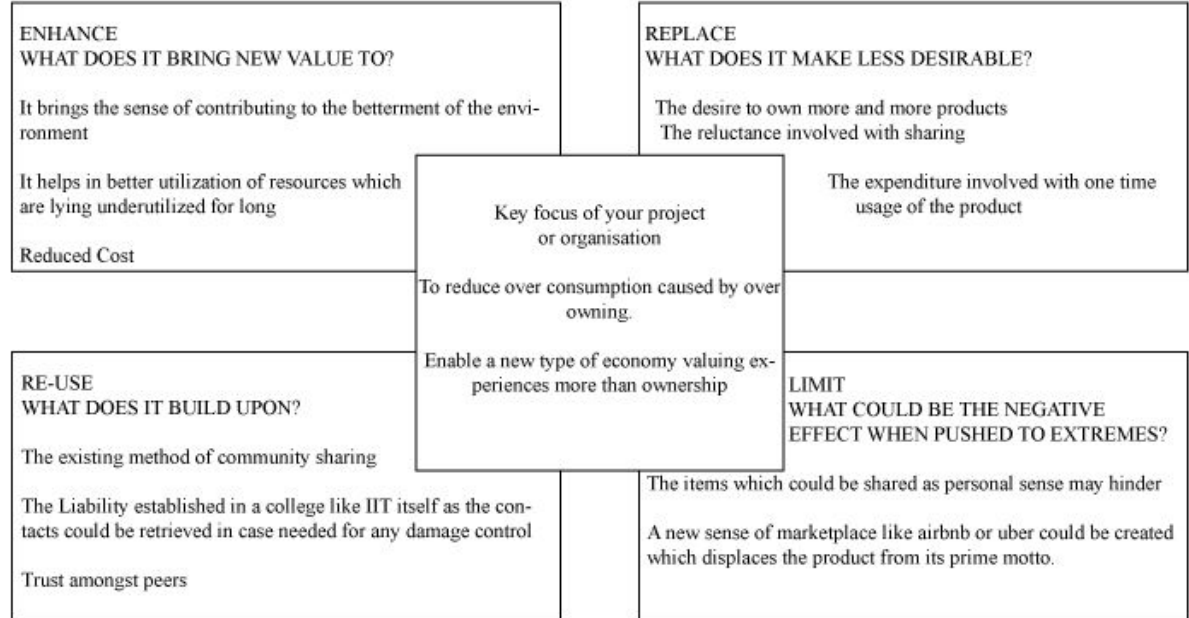 ENHANCE
WHAT DOES IT BRING NEW VALUE TO?
It brings the sense of contributing to the betterment of the envi-
ronment
It helps in better utilization of resources which
are lying underutilized for long
Reduced Cost
REPLACE
WHAT DOES IT MAKE LESS DESIRABLE?
The desire to own more and more products
The reluctance involved with sharing
The expenditure involved with one time
usage of the product
Key focus of your project
or organisation
To reduce over consumption caused by over
owning.
Enable a new type of economy valuing ex-
periences more than ownership
RE-USE
WHAT DOES IT BUILD UPON?
The existing method of community sharing
The Liability established in a college like IIT itself as the con-
tacts could be retrieved in case needed for any damage control
Trust amongst peers
LIMIT
WHAT COULD BE THE NEGATIVE
EFFECT WHEN PUSHED TO EXTREMES?
The items which could be shared as personal sense may hinder
A new sense of marketplace like airbnb or uber could be created
which displaces the product from its prime motto.